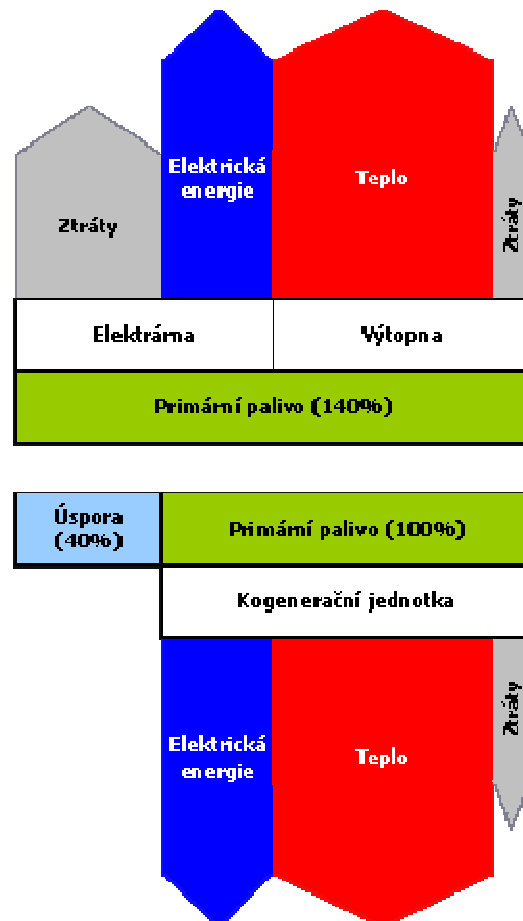 Elektrická
energie
Teplo
Ztráty
Ztráty
Elektrárna
Výtopna
Primární palivo (140%)
Úspora
(40%)
Primární palivo (100%)
Kogenerační jednotka
Ztráty
Elektrická
energie
Teplo